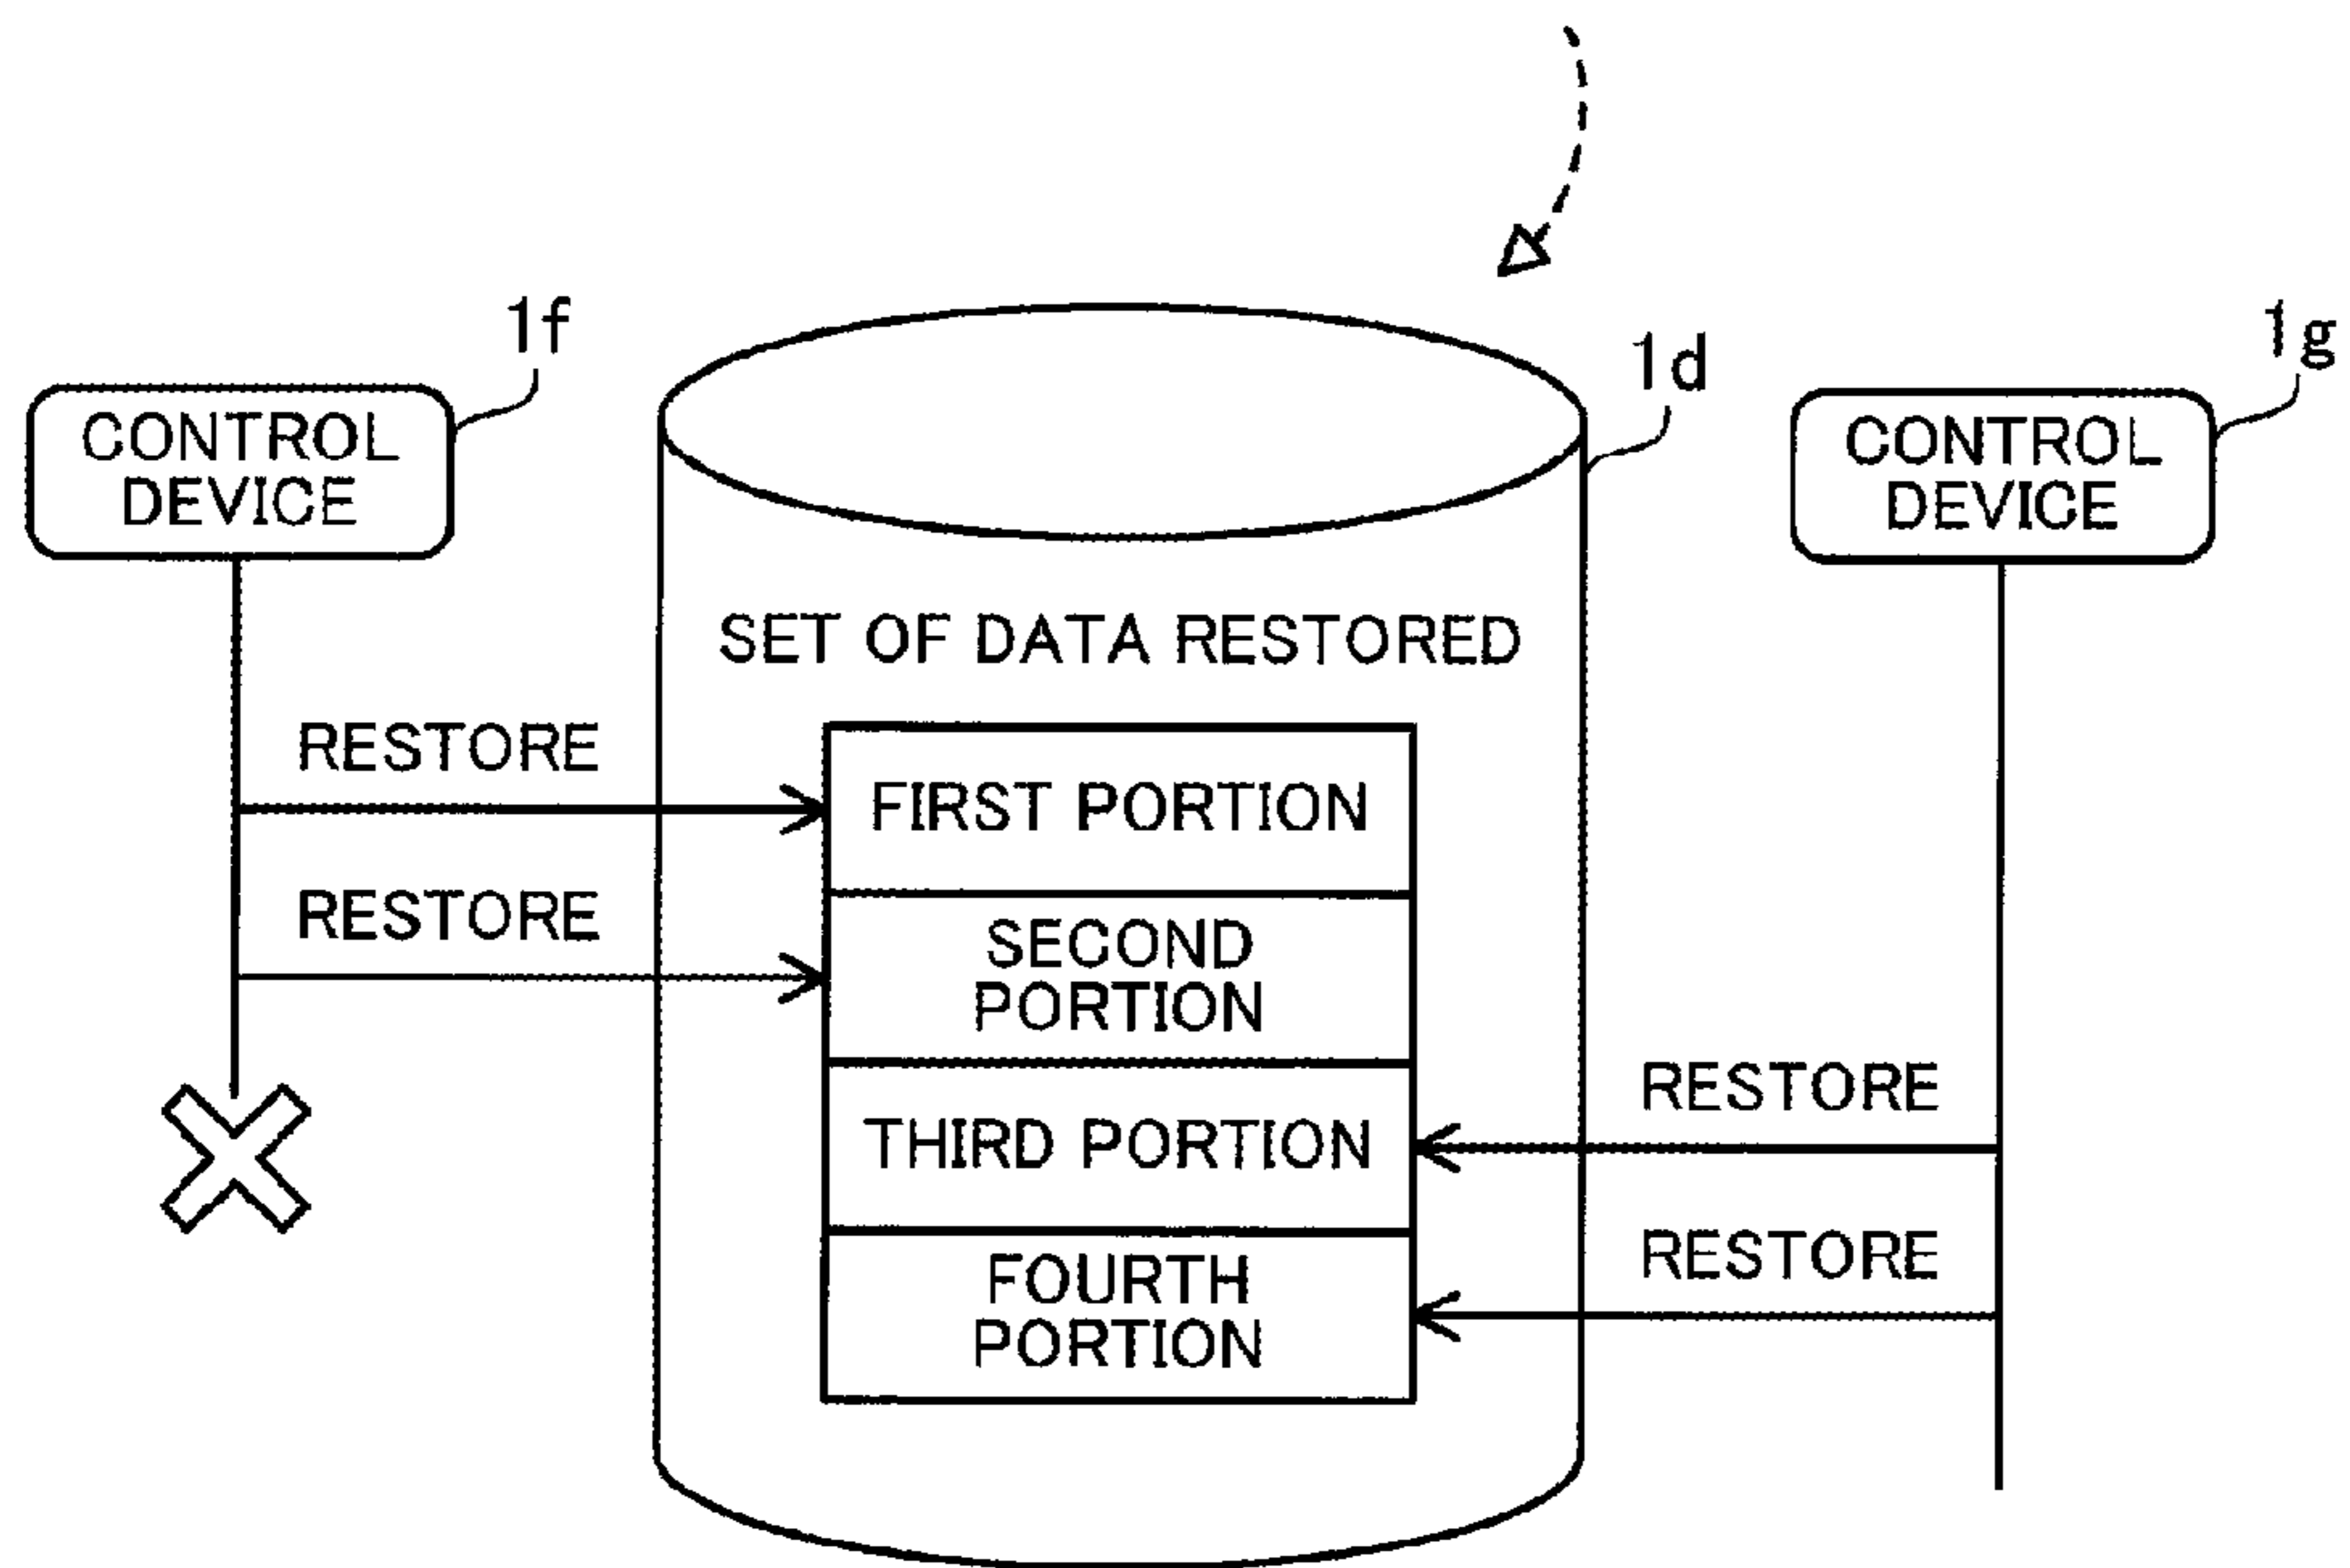 1f
1d
1g
CONTROL
DEVICE
CONTROL
DEVICE
SET OF DATA RESTORED
RESTORE
FIRST PORTION
RESTORE
SECOND
PORTION
RESTORE
THIRD PORTION
RESTORE
FOURTH
PORTION